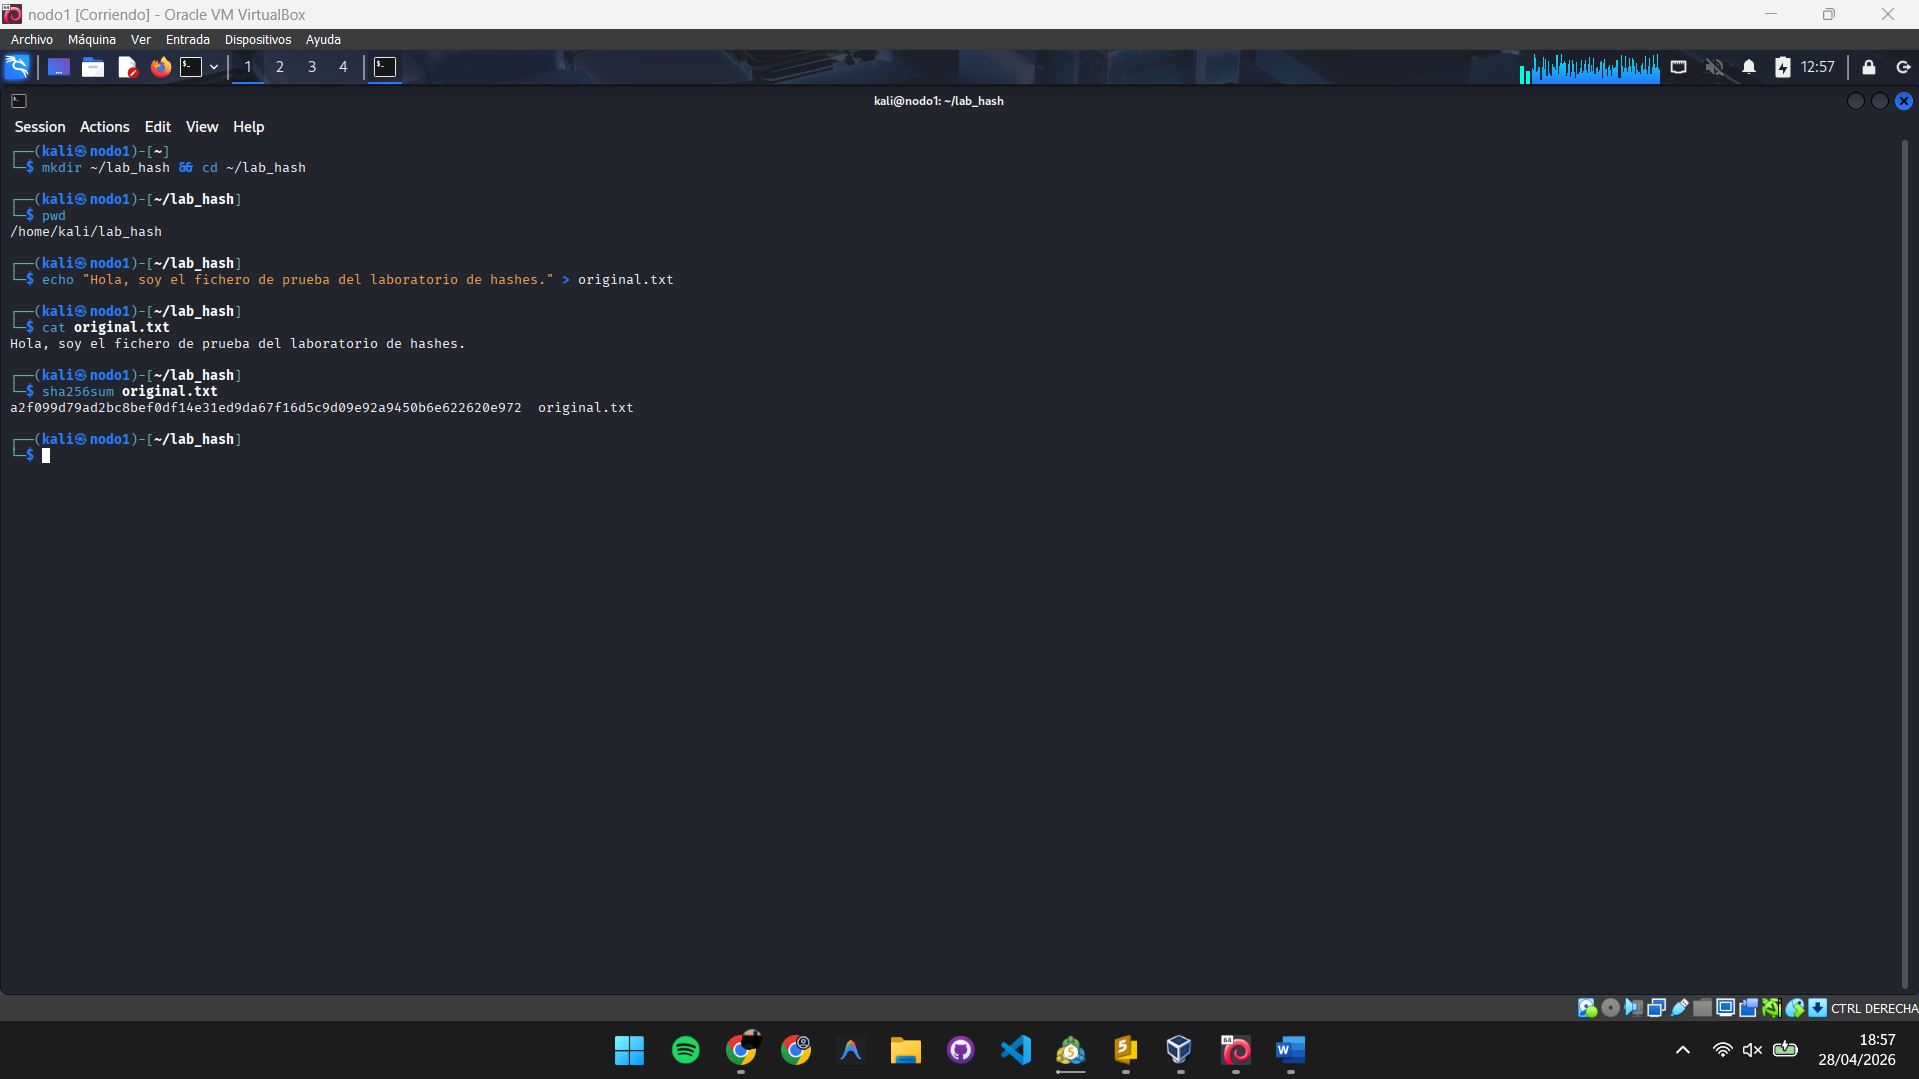 nodo1 [Corriendo] - Oracle VM VirtualBox
Archivo Máquina Ver Entrada Dispositivos Ayuda
1 2 3 4 12:57
kali@nodo1: ~/lab_hash
Session Actions Edit View Help
┌──(kali㉿nodo1)-[~]
└─$ mkdir ~/lab_hash && cd ~/lab_hash
┌──(kali㉿nodo1)-[~/lab_hash]
└─$ pwd
/home/kali/lab_hash
┌──(kali㉿nodo1)-[~/lab_hash]
└─$ echo "Hola, soy el fichero de prueba del laboratorio de hashes." > original.txt
┌──(kali㉿nodo1)-[~/lab_hash]
└─$ cat original.txt
Hola, soy el fichero de prueba del laboratorio de hashes.
┌──(kali㉿nodo1)-[~/lab_hash]
└─$ sha256sum original.txt
a2f099d79ad2bc8bef0df14e31ed9da67f16d5c9d09e92a9450b6e622620e972  original.txt
┌──(kali㉿nodo1)-[~/lab_hash]
└─$
CTRL DERECHA
18:57
28/04/2026